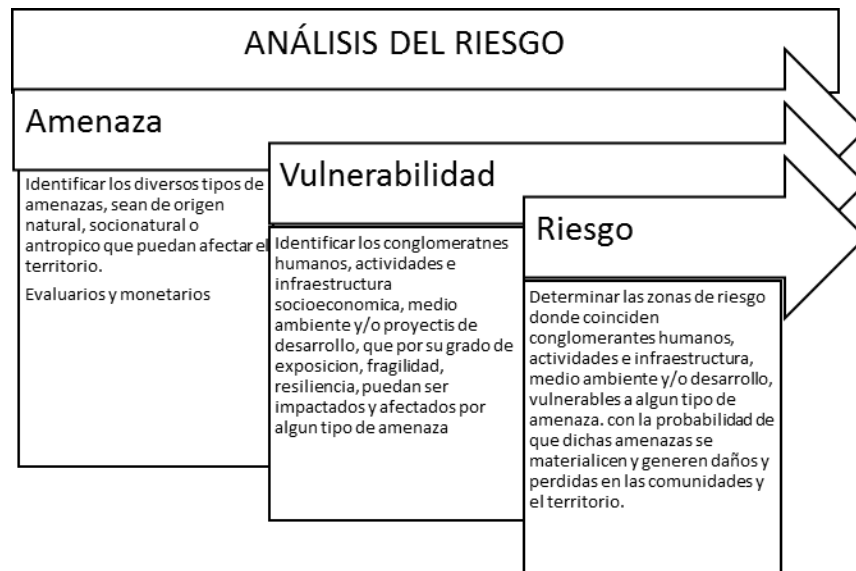 ANÁLISIS DEL RIESGO
Amenaza
Identificar los diversos tipos de
amenazas, sean de origen
natural, socionatural o
antropico que puedan afectar el
territorio.
Evaluarios y monetarios
Vulnerabilidad
Identificar los conglomeratnes
humanos, actividades e
infraestructura
socioeconomica, medio
ambiente y/o proyectis de
desarrollo, que por su grado de
exposicion, fragilidad,
resiliencia, puedan ser
impactados y afectados por
algun tipo de amenaza
Riesgo
Determinar las zonas de riesgo
donde coinciden
conglomerantes humanos,
actividades e infraestructura,
medio ambiente y/o desarrollo,
vulnerables a algun tipo de
amenaza. con la probabilidad de
que dichas amenazas se
materialicen y generen daños y
perdidas en las comunidades y
el territorio.